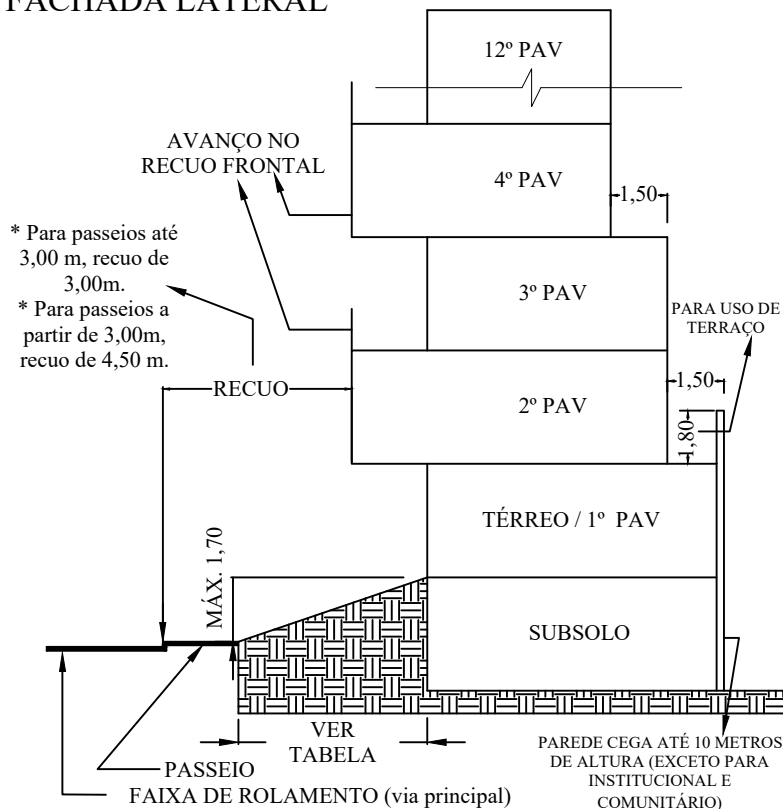 FACHADA LATERAL
12º PAV
AVANÇO NO
RECUO FRONTAL
4º PAV
1,50
* Para passeios até
3,00 m, recuo de
3,00m.
* Para passeios a
partir de 3,00m,
recuo de 4,50 m.
3º PAV
PARA USO DE
TERRAÇO
RECUO
2º PAV
1,50
1,80
TÉRREO / 1º PAV
MÁX. 1,70
SUBSOLO
VER
TABELA
PASSEIO
FAIXA DE ROLAMENTO (via principal)
PAREDE CEGA ATÉ 10 METROS
DE ALTURA (EXCETO PARA
INSTITUCIONAL E
COMUNITÁRIO)